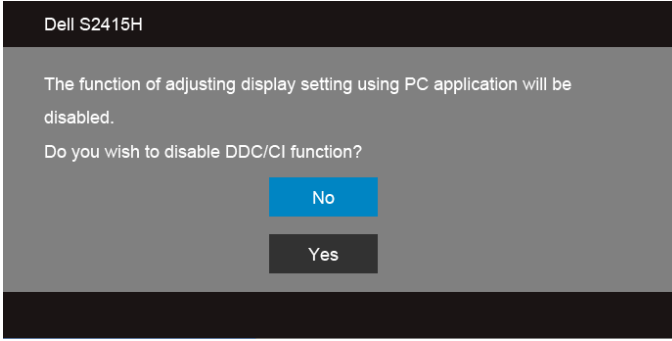 Dell S2415H
The function of adjusting display setting using PC application will be
disabled.
Do you wish to disable DDC/CI function?
No
Yes